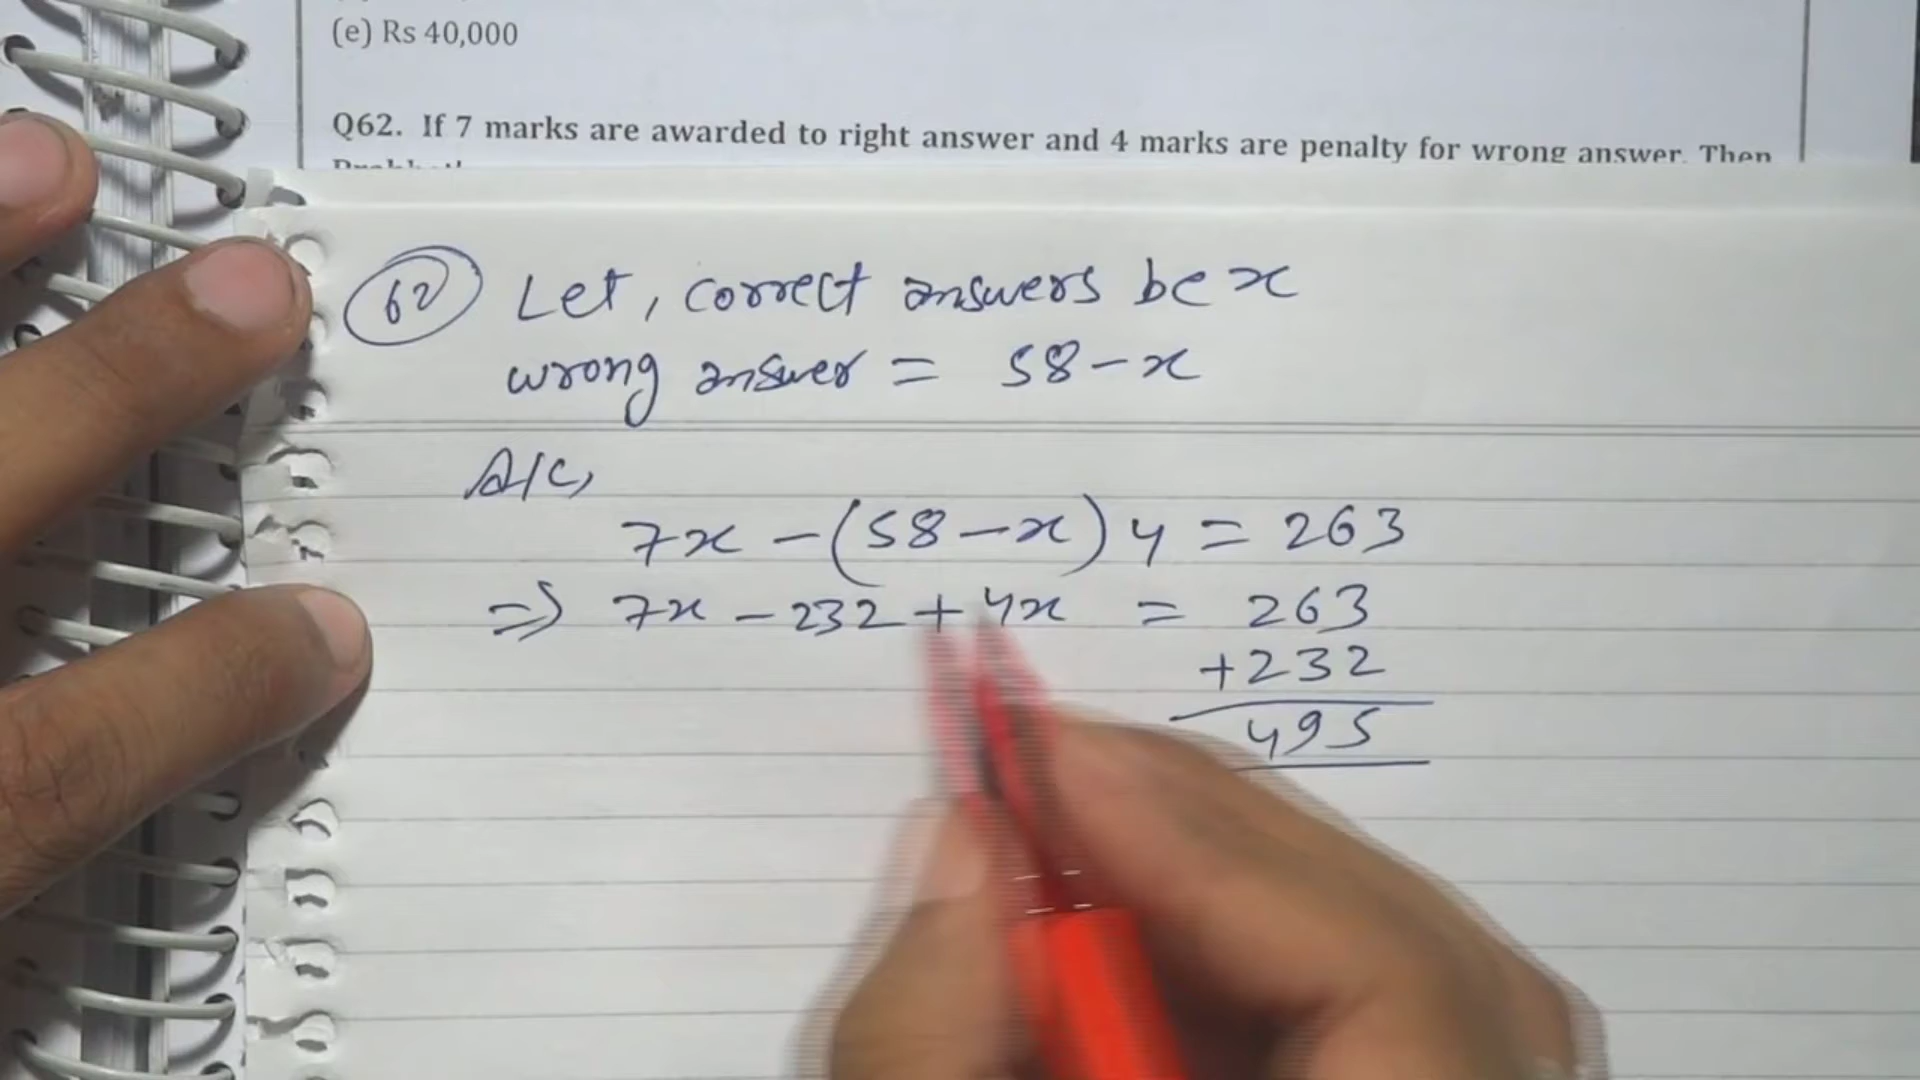 (e) Rs 40,000
Q62. If 7 marks are awarded to right answer and 4 marks are penalty for wrong answer. Then
62 Let, correct answers be x
wrong answer = 58-x
A/C,
7x - (58-x) 4 = 263
=> 7x - 232 + 4x = 263
+232
495